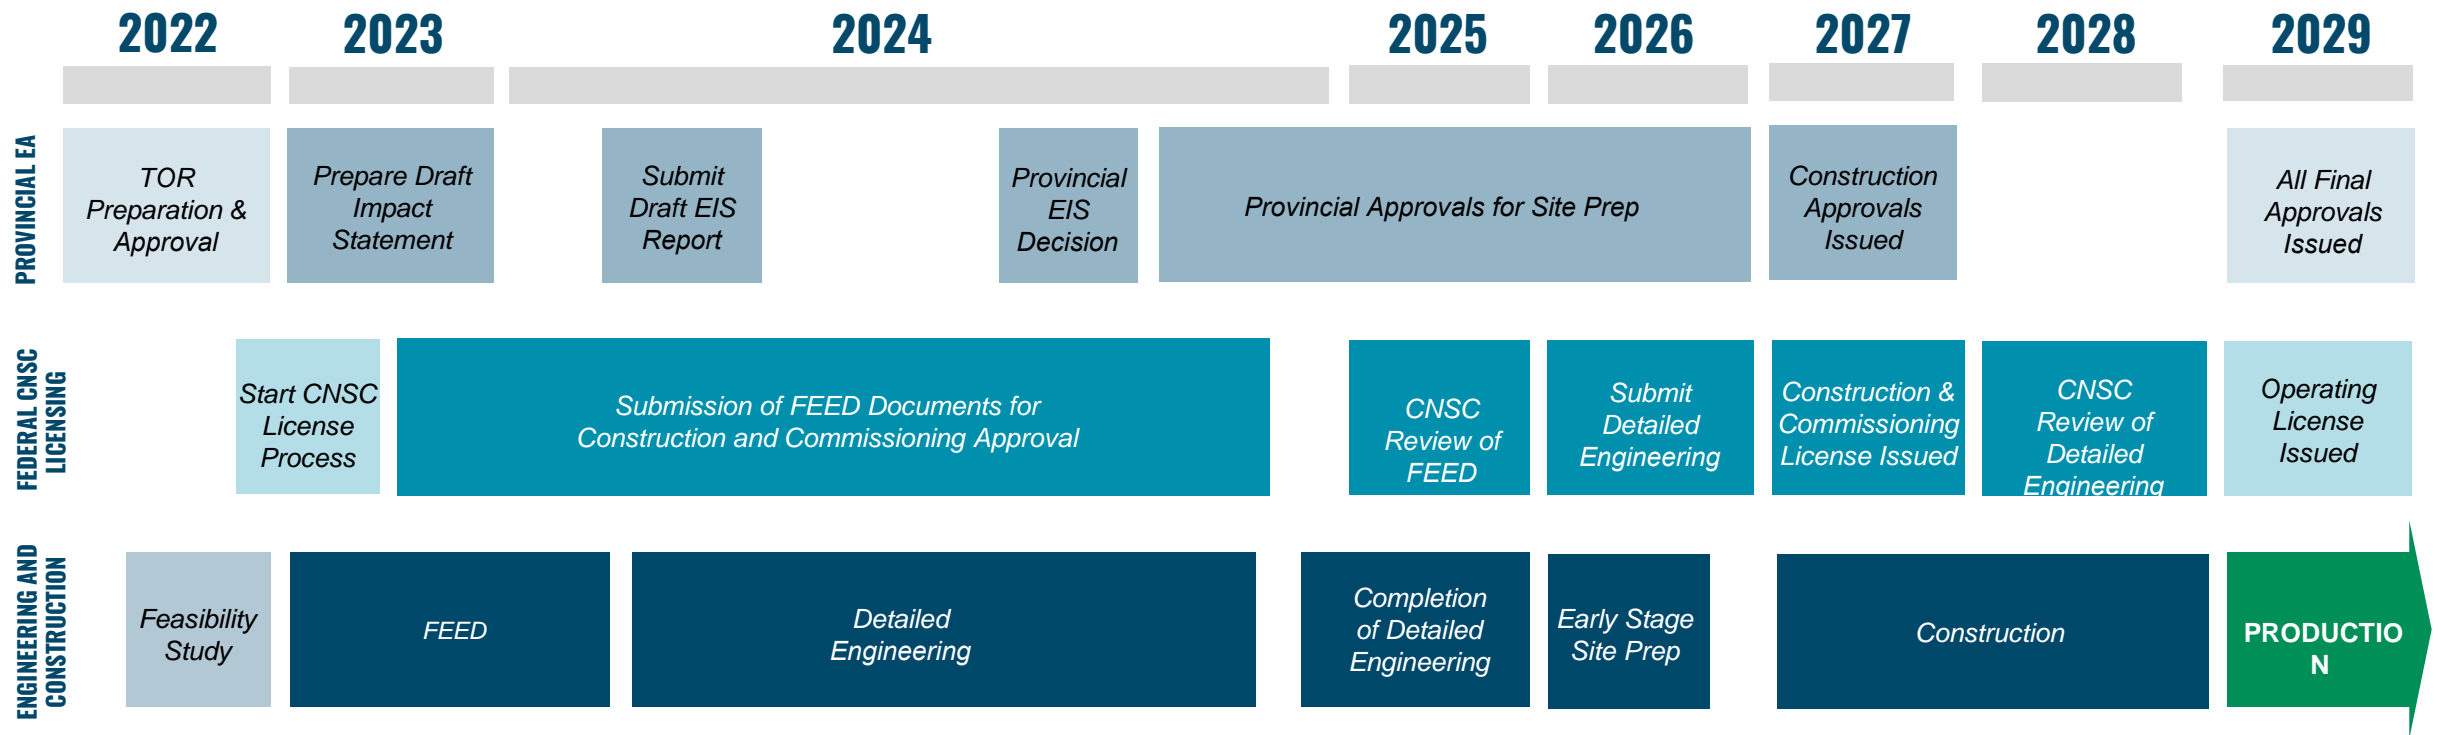 2022
2023
2024
2025
2026
2027
2028
2029
PROVINCIAL EA
TOR
Preparation &
Approval
Prepare Draft
Impact
Statement
Submit
Draft EIS
Report
Provincial
EIS
Decision
Provincial Approvals for Site Prep
Construction
Approvals
Issued
All Final
Approvals
Issued
FEDERAL CNSC
LICENSING
Start CNSC
License
Process
Submission of FEED Documents for
Construction and Commissioning Approval
CNSC
Review of
FEED
Submit
Detailed
Engineering
Construction &
Commissioning
License Issued
CNSC
Review of
Detailed
Engineering
Operating
License
Issued
ENGINEERING AND
CONSTRUCTION
Feasibility
Study
FEED
Detailed
Engineering
Completion
of Detailed
Engineering
Early Stage
Site Prep
Construction
PRODUCTIO
N